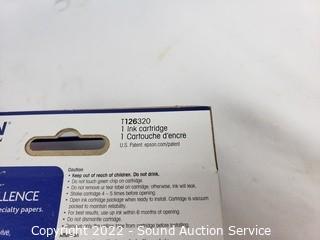 N
T126320
1 Ink cartridge
1 Cartouche d'encre
U.S. Patent: epson.com/patent
Caution
• Keep out of reach of children. Do not drink.
• Do not touch green chip on cartridge.
• Do not remove or tear label on cartridge, otherwise, ink will leak.
• Shake cartridge 4 – 5 times before opening.
• Open ink cartridge package when ready to install. Cartridge is vacuum
packed to maintain reliability.
• For best results, use up ink within 6 months of opening.
from cartridge before installing.
LLENCE
ecialty papers.
vive,
Copyright © 2022 - Sound Auction Service